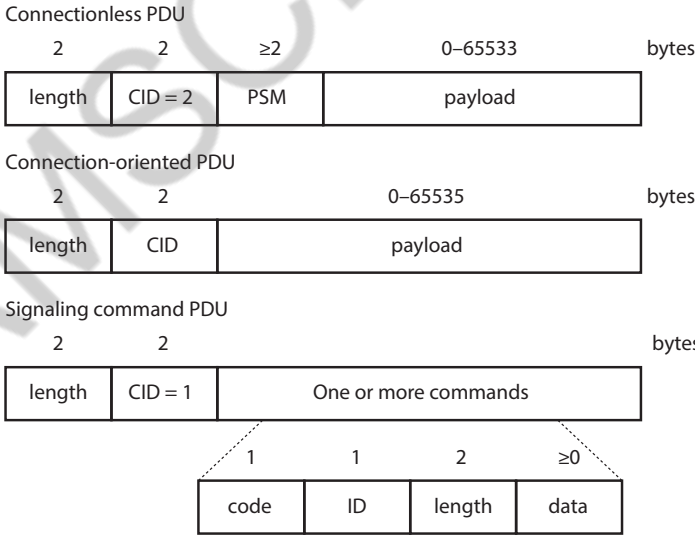 Connectionless PDU
2 2 ≥2 0–65533 bytes
length CID = 2 PSM payload
Connection-oriented PDU
2 2 0–65535 bytes
length CID payload
Signaling command PDU
2 2 bytes
length CID = 1 One or more commands
1 1 2 ≥0
code ID length data